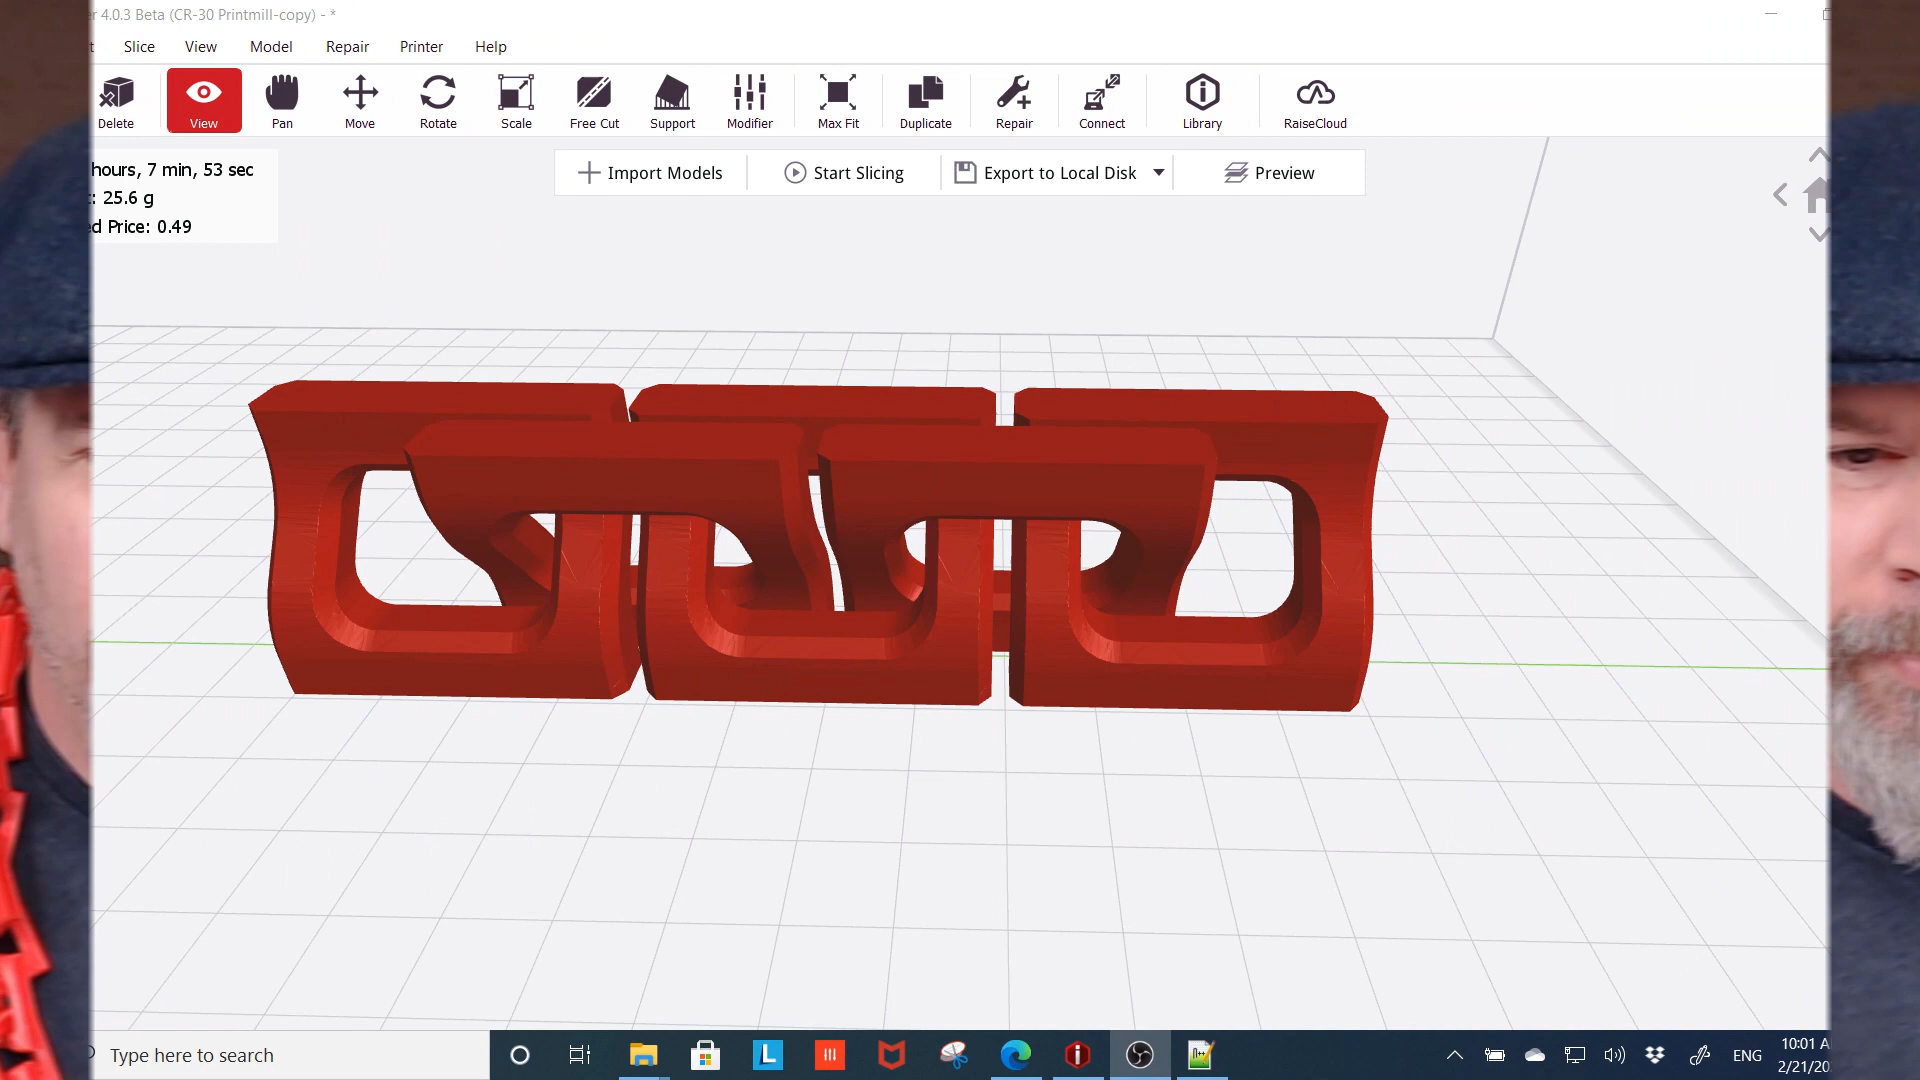 er 4.0.3 Beta (CR-30 Printmill-copy) - *
t Slice View Model Repair Printer Help
Delete View Pan Move Rotate Scale Free Cut Support Modifier Max Fit Duplicate Repair Connect Library RaiseCloud
hours, 7 min, 53 sec
: 25.6 g
ed Price: 0.49
Import Models Start Slicing Export to Local Disk Preview
Type here to search
L
ENG
10:01 A
2/21/20